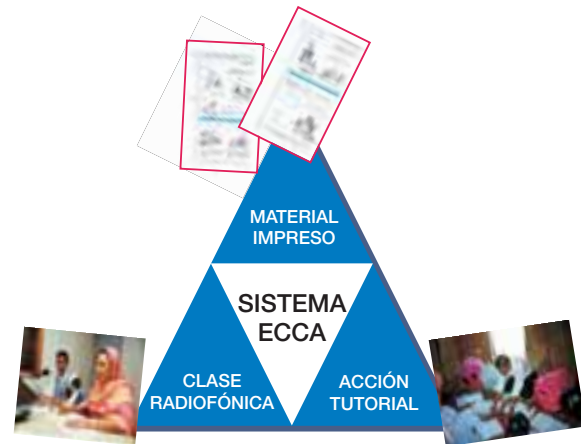 MATERIAL
IMPRESO
SISTEMA
ECCA
CLASE
RADIOFÓNICA
ACCIÓN
TUTORIAL